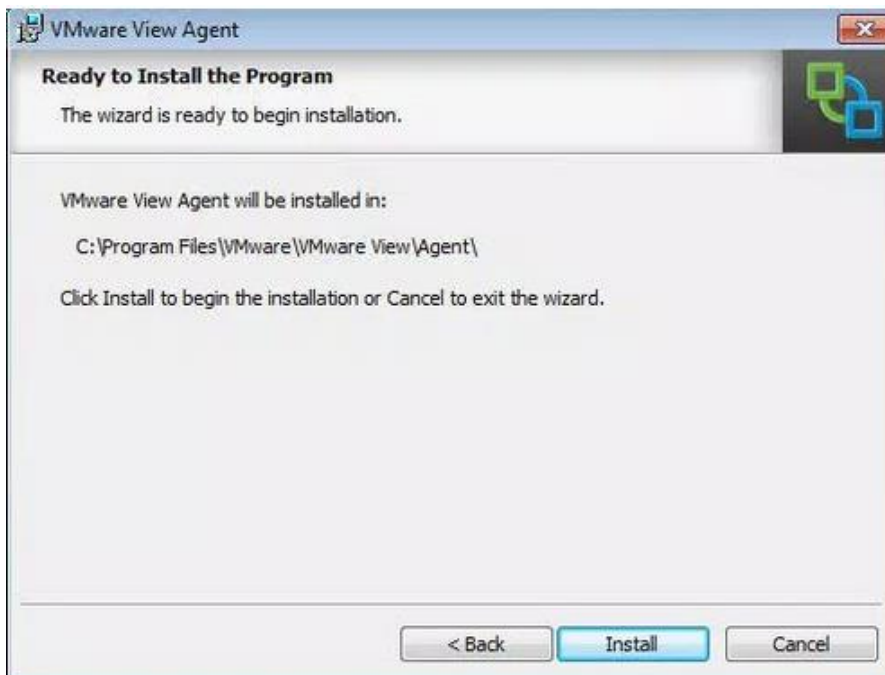 VMware View Agent
Ready to Install the Program
The wizard is ready to begin installation.
VMware View Agent will be installed in:
C:\Program Files\VMware\VMware View\Agent\
Click Install to begin the installation or Cancel to exit the wizard.
< Back Install Cancel